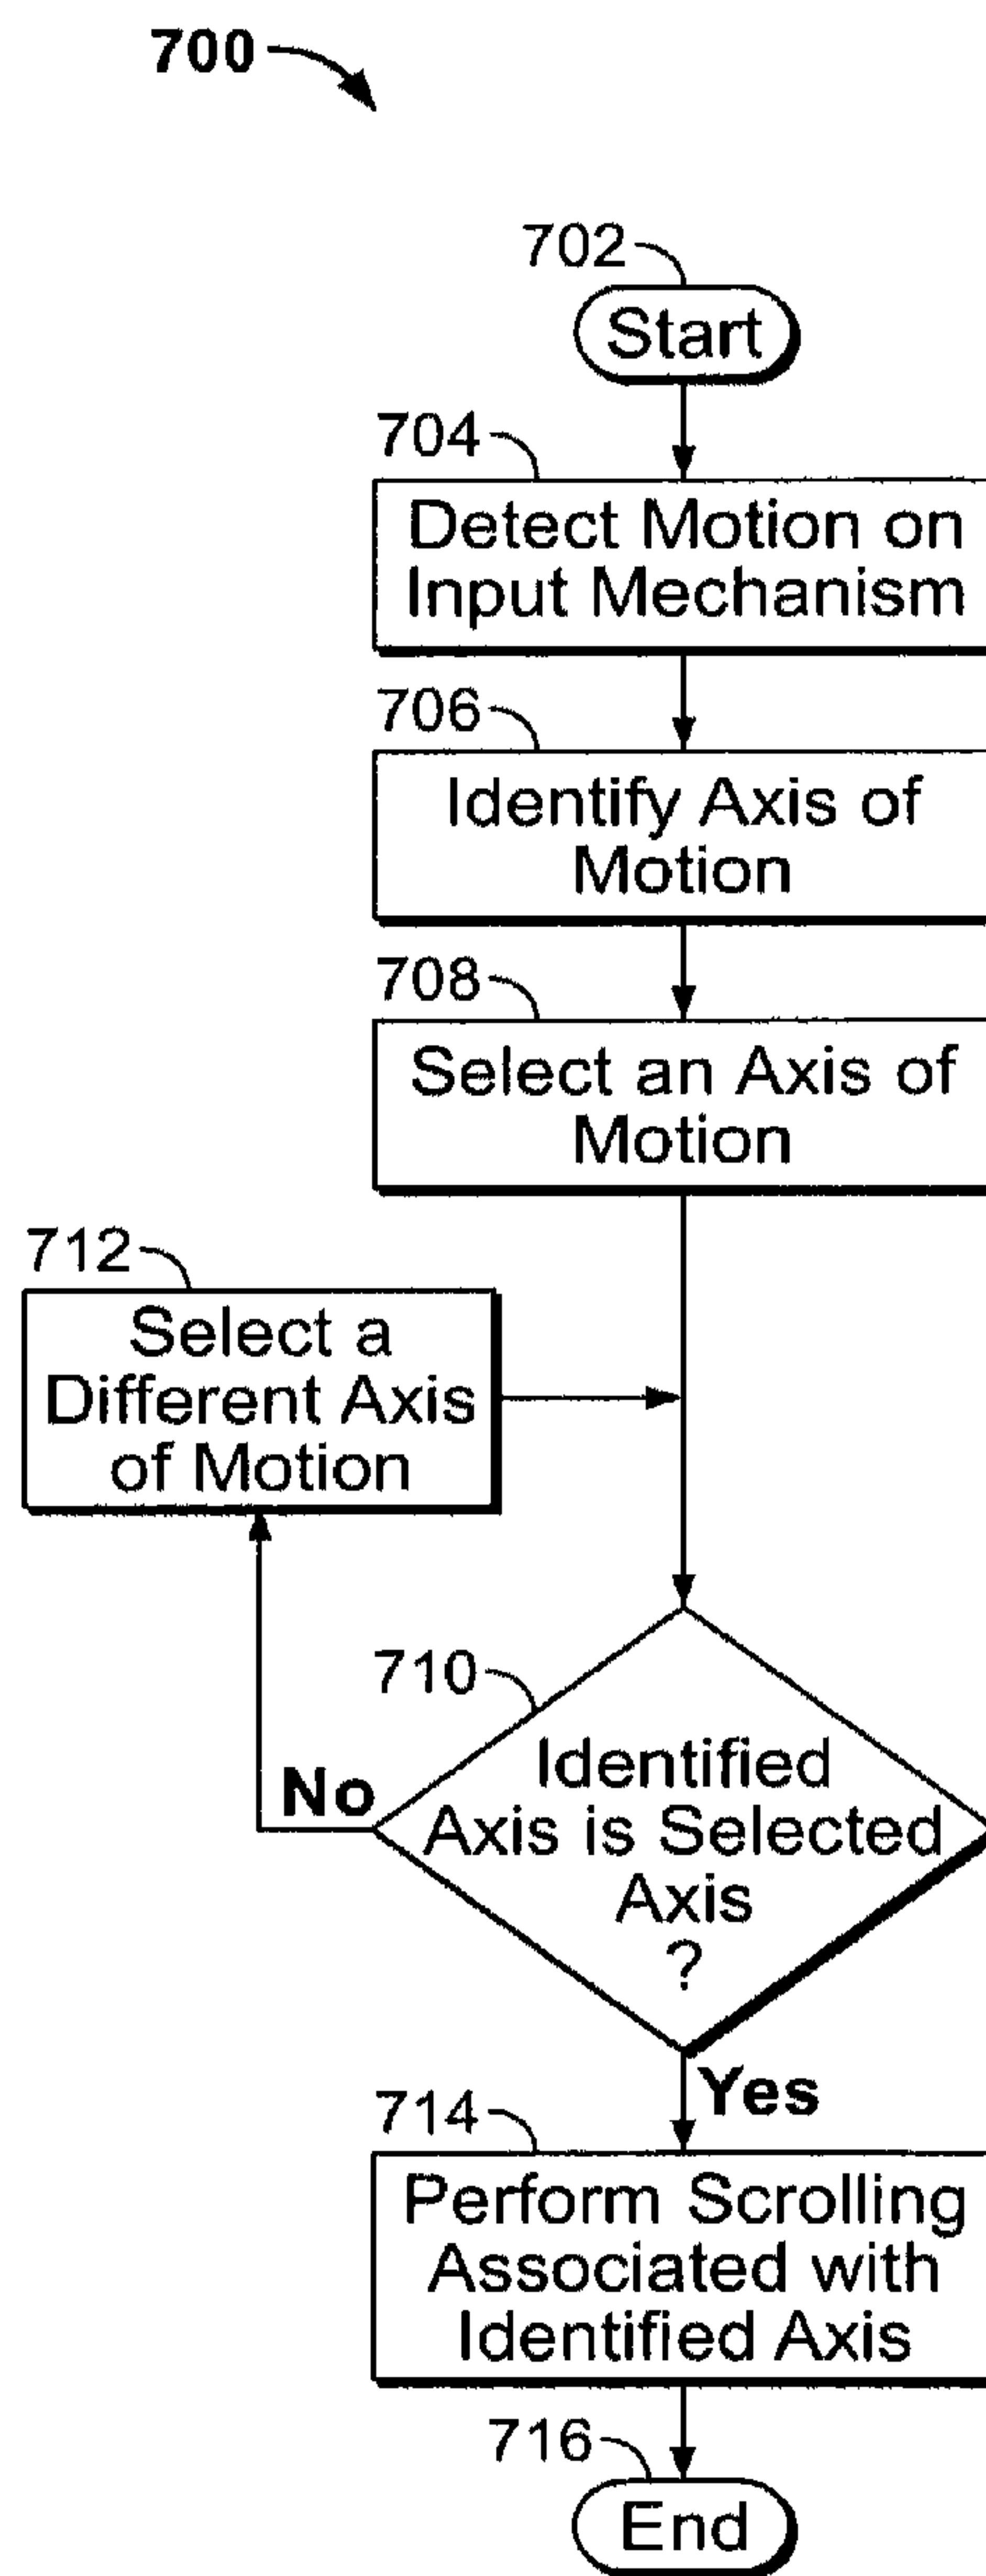 700
702
Start
704
Detect Motion on
Input Mechanism
706
Identify Axis of
Motion
708
Select an Axis of
Motion
712
Select a
Different Axis
of Motion
710
Identified
Axis is Selected
Axis
?
No
Yes
714
Perform Scrolling
Associated with
Identified Axis
716
End